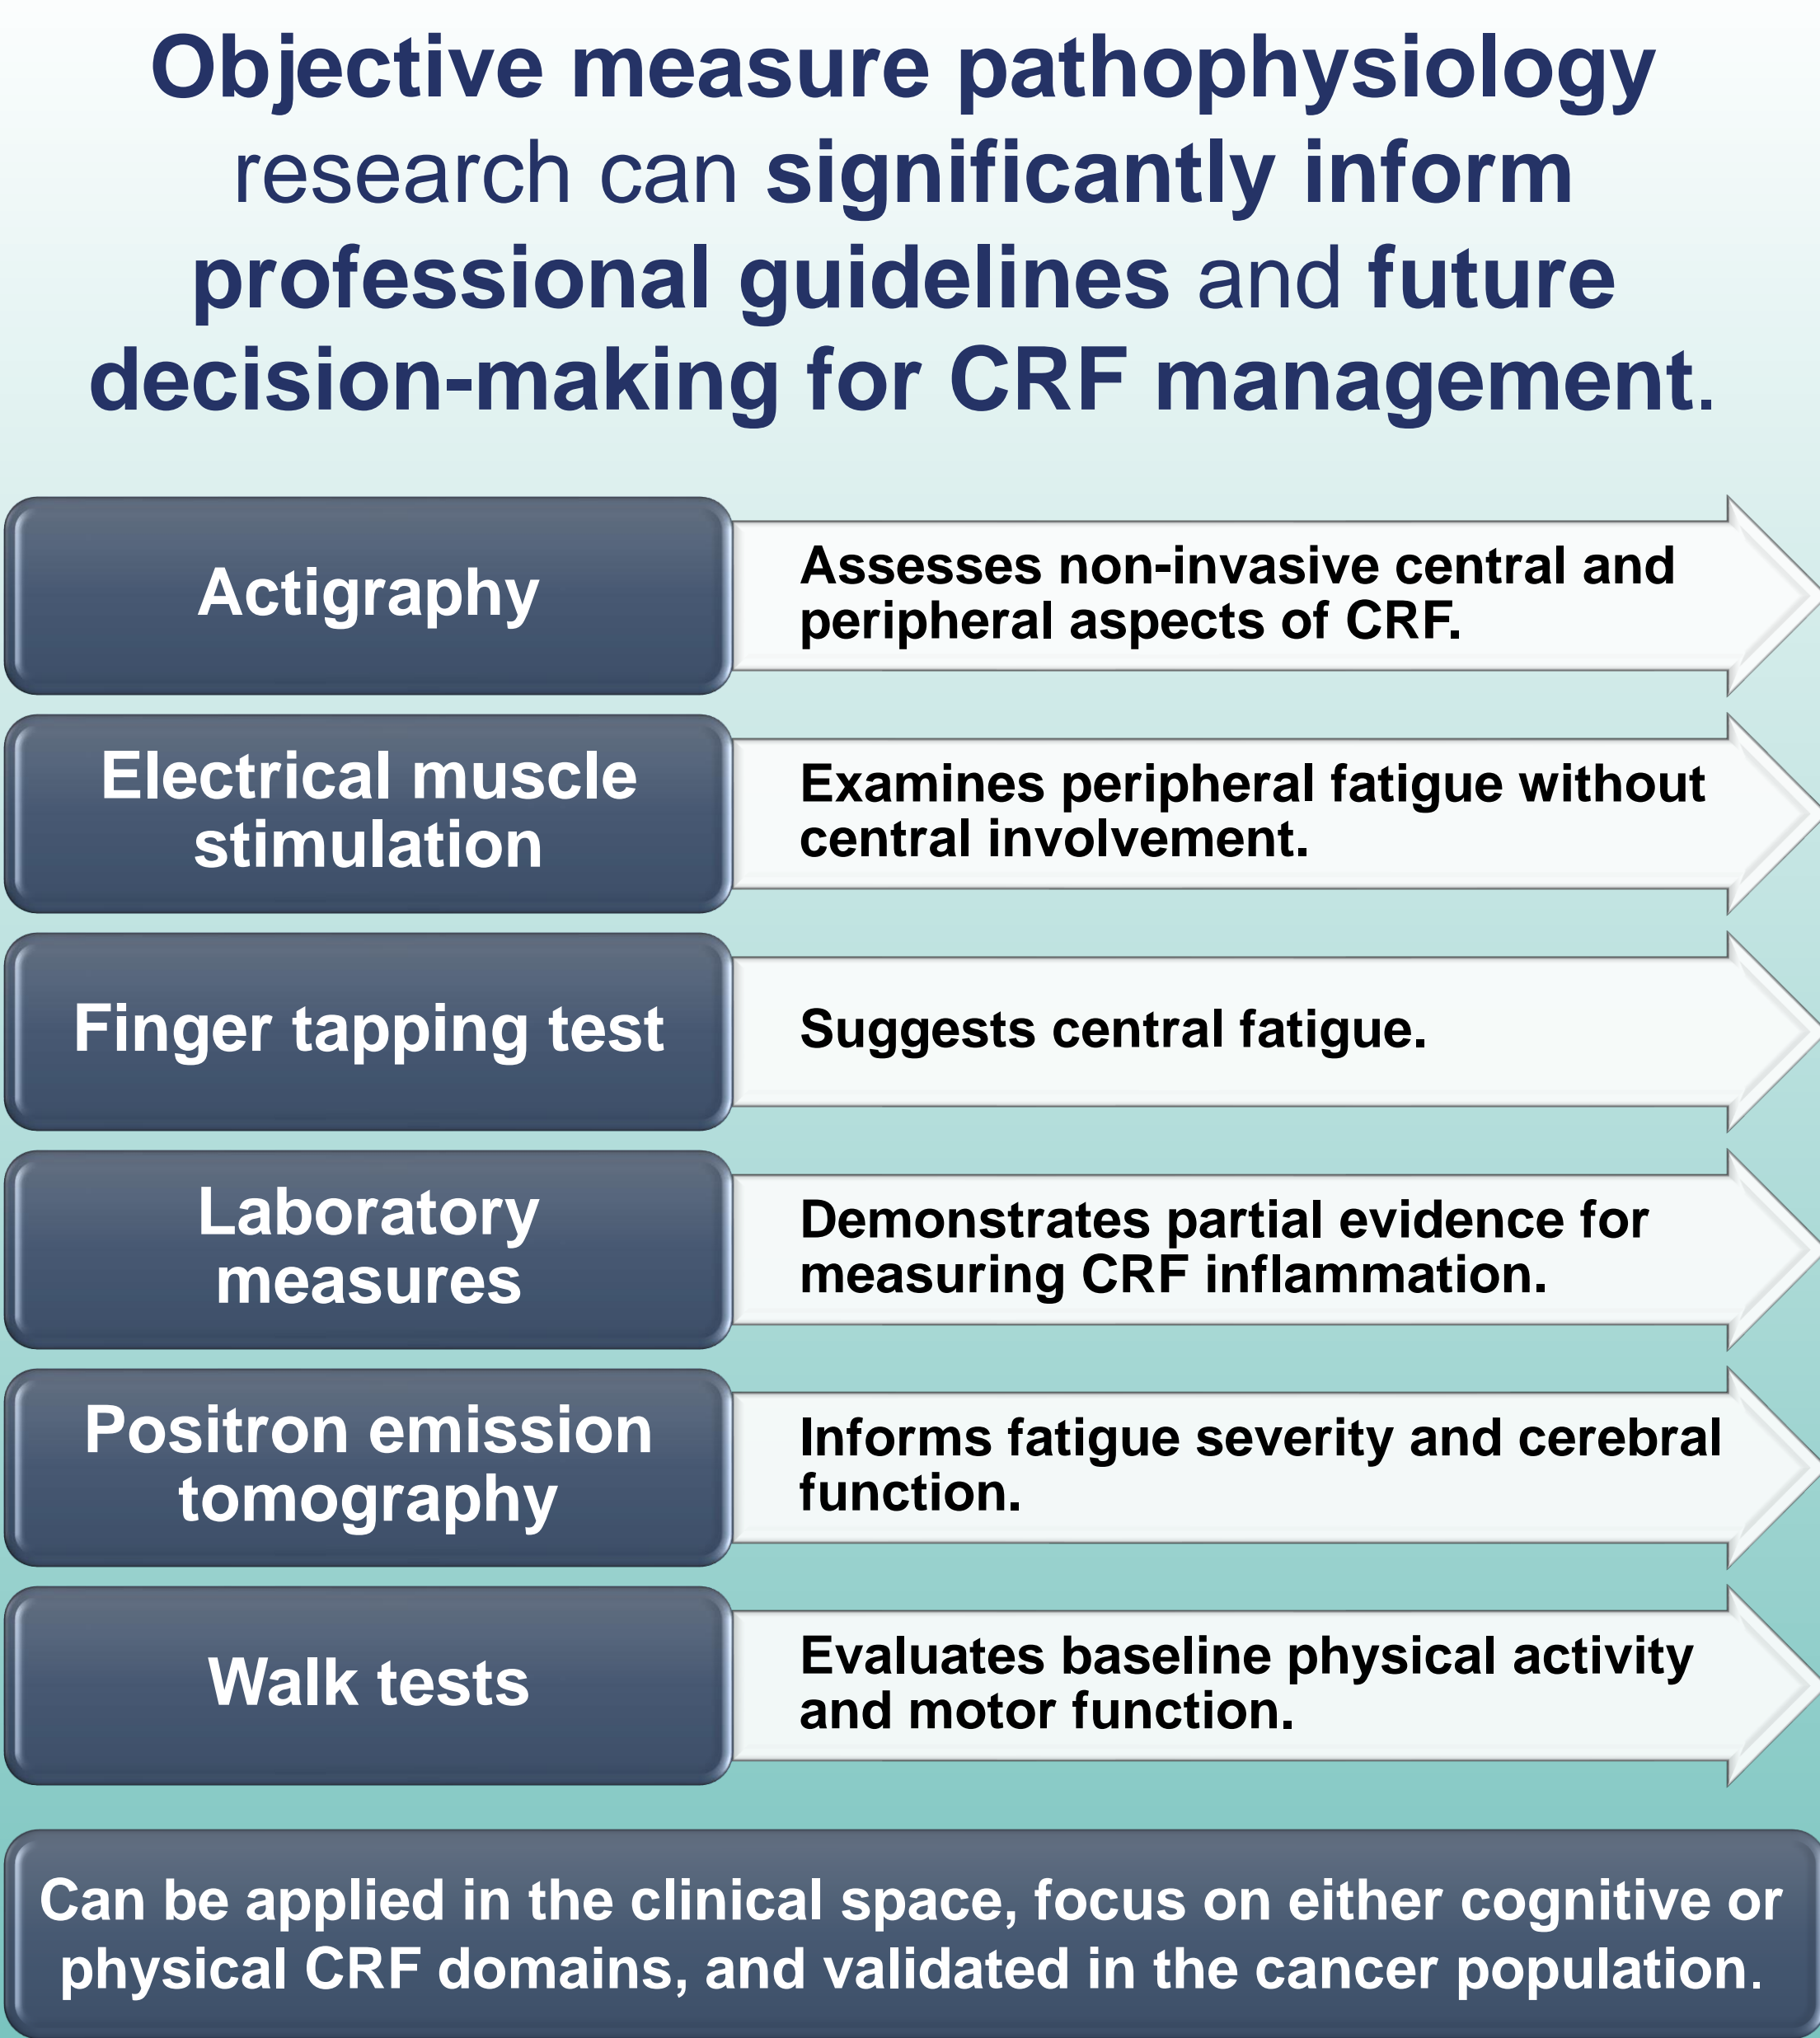 Objective measure pathophysiology
research can significantly inform
professional guidelines and future
decision-making for CRF management.
Actigraphy
Assesses non-invasive central and
peripheral aspects of CRF.
Electrical muscle
stimulation
Examines peripheral fatigue without
central involvement.
Finger tapping test
Suggests central fatigue.
Laboratory
measures
Demonstrates partial evidence for
measuring CRF inflammation.
Positron emission
tomography
Informs fatigue severity and cerebral
function.
Walk tests
Evaluates baseline physical activity
and motor function.
Can be applied in the clinical space, focus on either cognitive or
physical CRF domains, and validated in the cancer population.